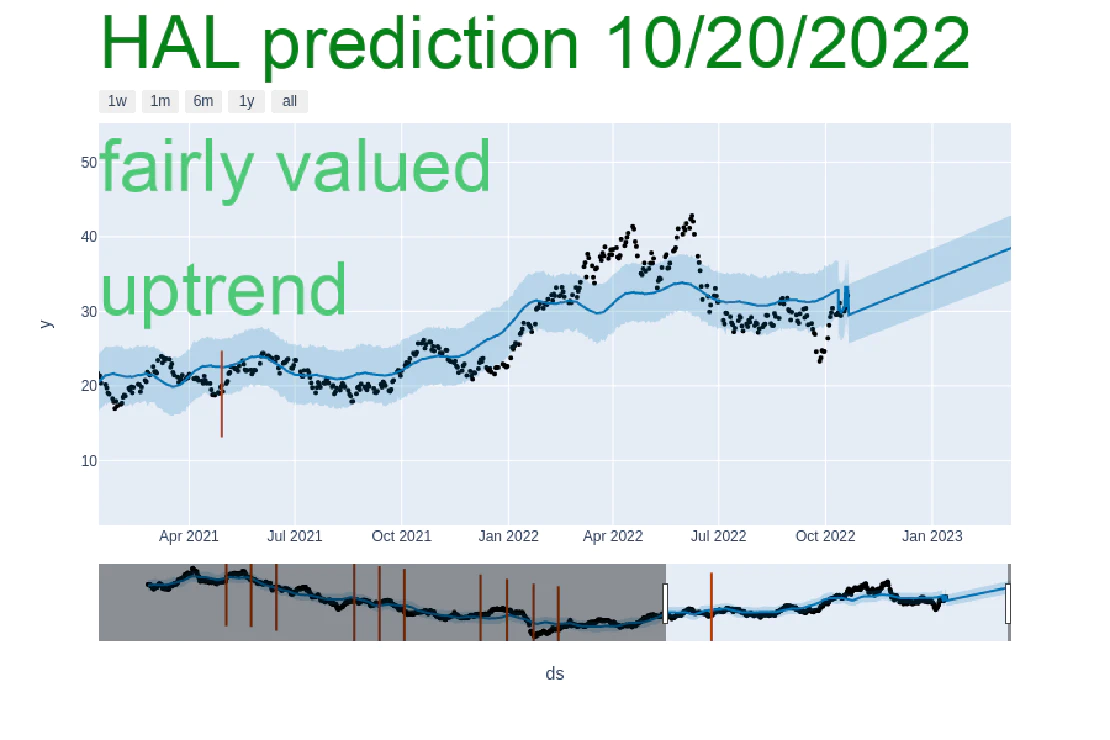 HAL prediction 10/20/2022
1w 1m 6m 1y all
fairly valued
uptrend
50
40
30
20
10
y
Apr 2021 Jul 2021 Oct 2021 Jan 2022 Apr 2022 Jul 2022 Oct 2022 Jan 2023
ds